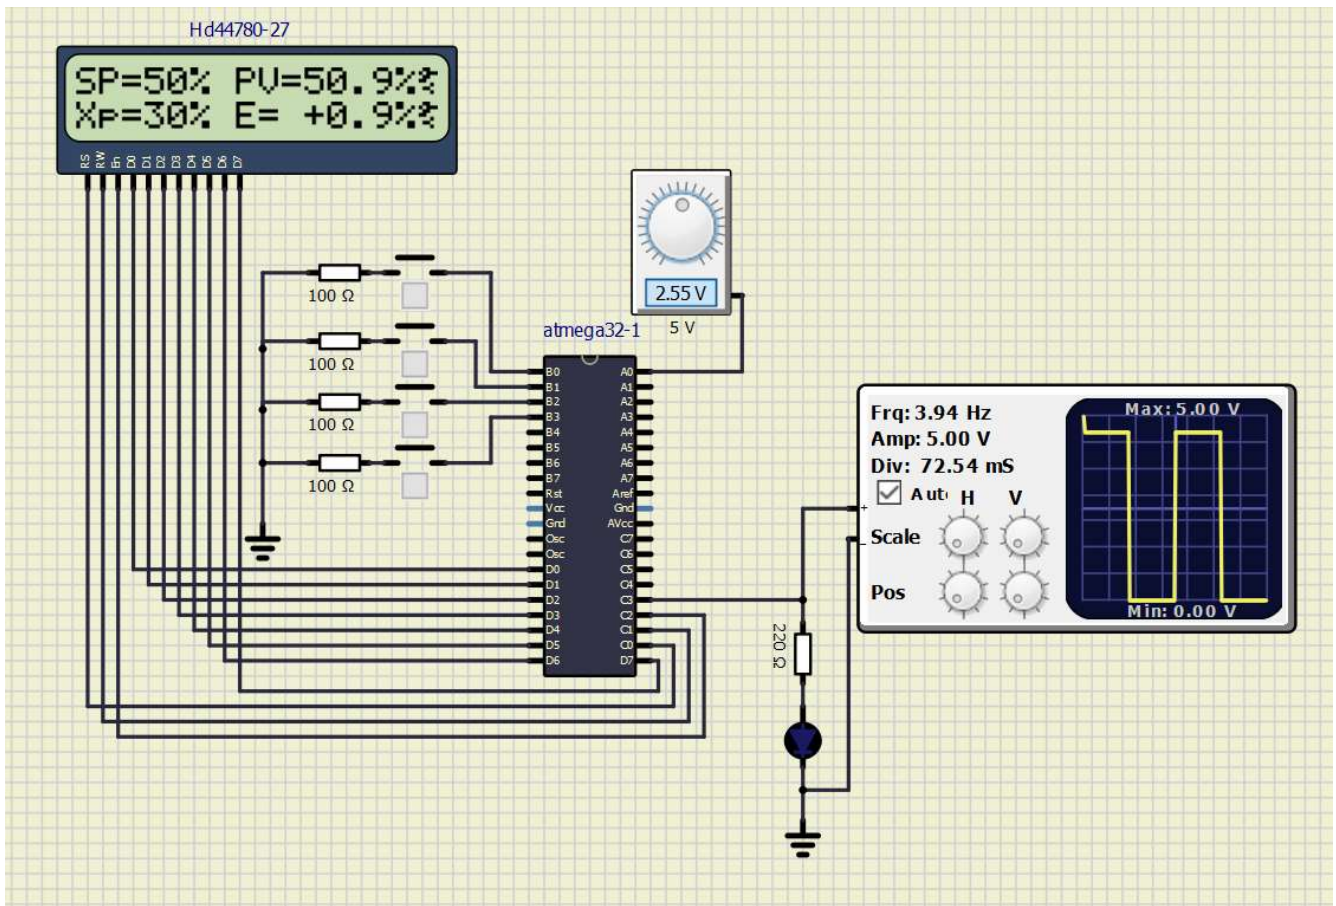 Hd44780-27
SP=50% PV=50.9%
Xp=30% E= +0.9%
RS RW En D0 D1 D2 D3 D4 D5 D6 D7
100 Ω
100 Ω
100 Ω
100 Ω
2.55 V
5 V
atmega32-1
B0 A0
B1 A1
B2 A2
B3 A3
B4 A4
B5 A5
B6 A6
B7 A7
Rst Aref
Vcc Gnd
Gnd AVcc
Osc C7
Osc C6
D0 C5
D1 C4
D2 C3
D3 C2
D4 C1
D5 C0
D6 D7
220 Ω
Frq: 3.94 Hz
Amp: 5.00 V
Div: 72.54 mS
Aut H V
Scale
Pos
+
-
Max: 5.00 V
Min: 0.00 V